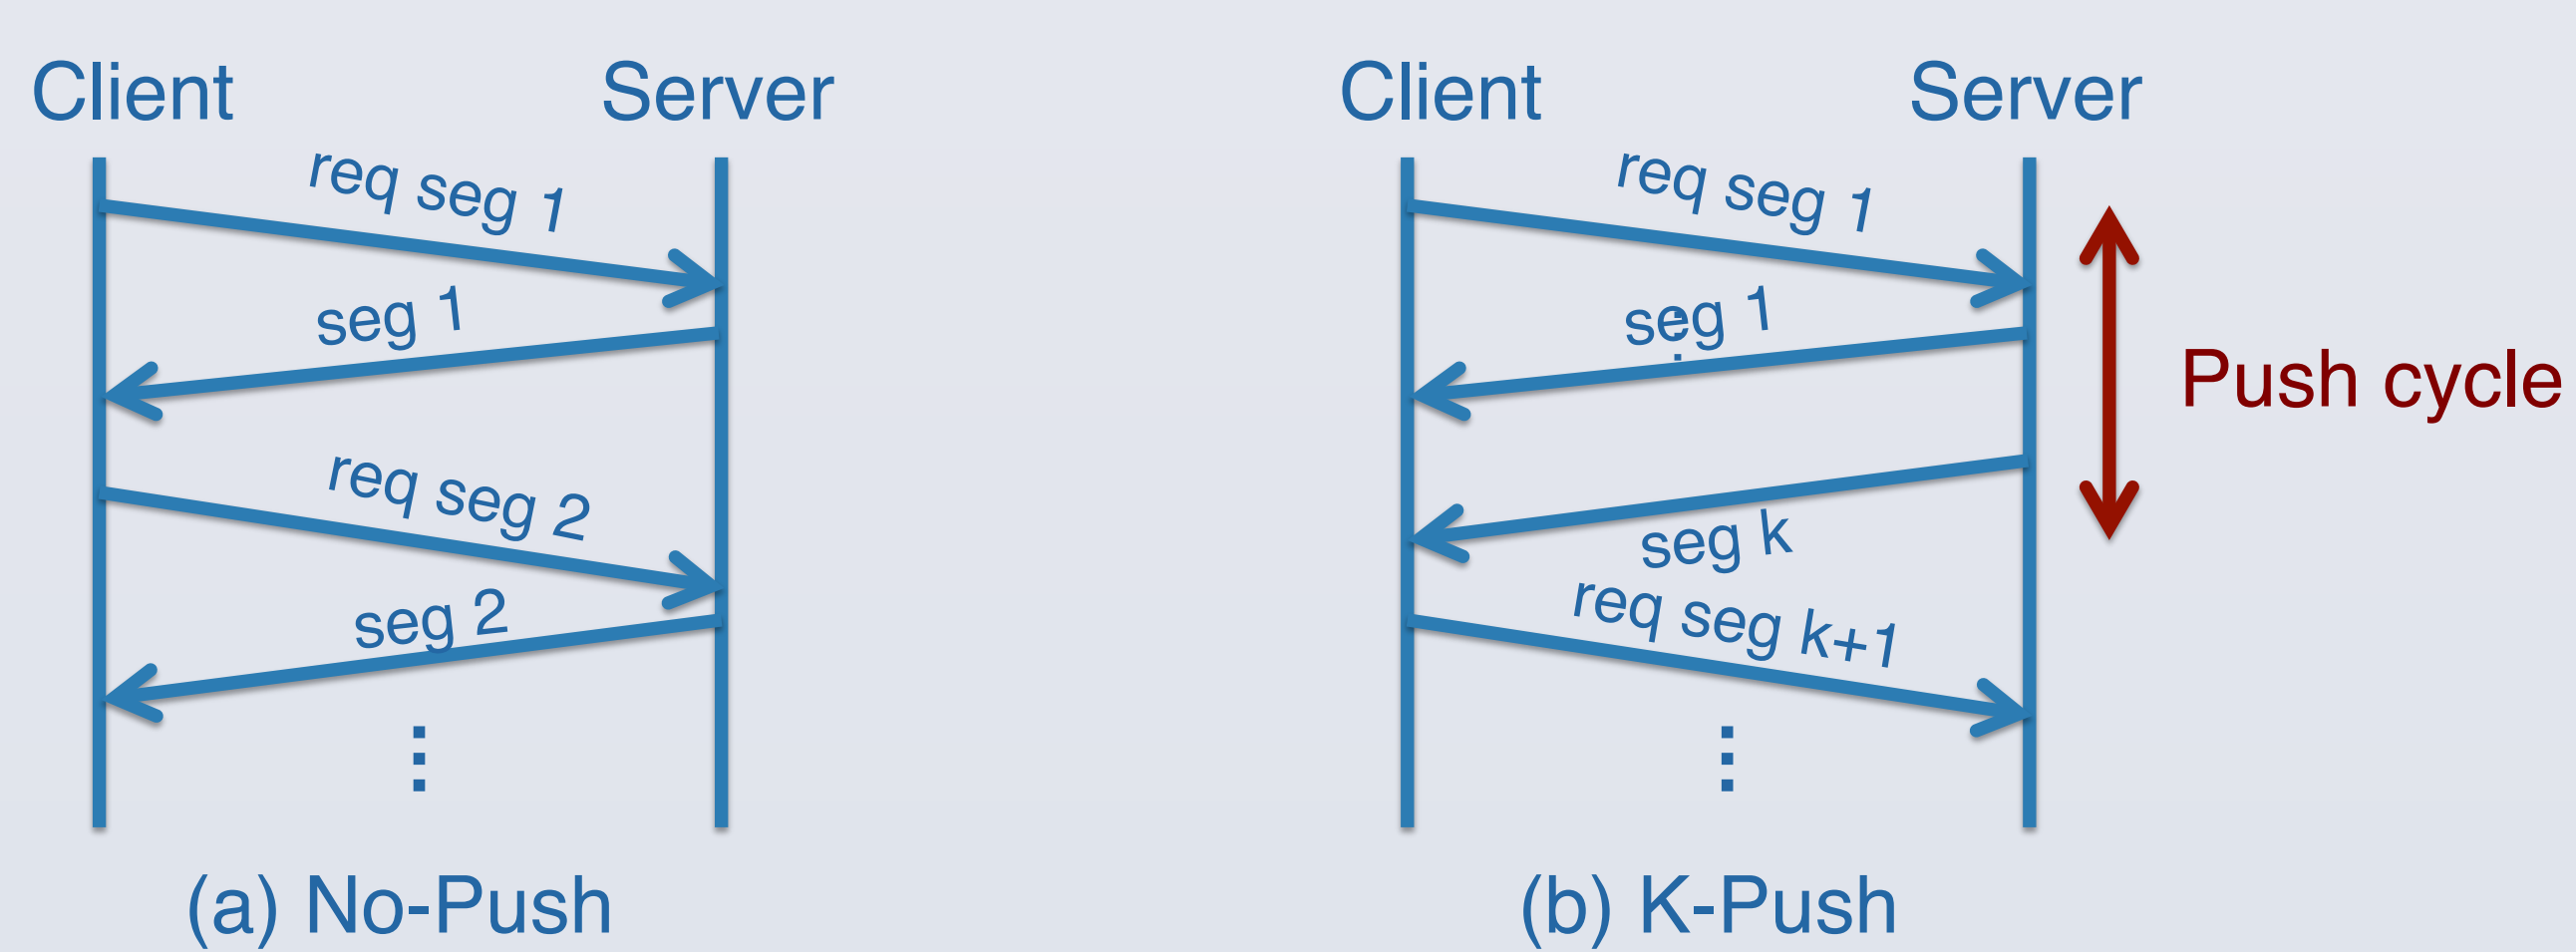 Client
Server
req seg 1
seg 1
req seg 2
seg 2
⋮
(a) No-Push
Client
Server
req seg 1
seg 1
⋮
seg k
req seg k+1
⋮
Push cycle
(b) K-Push